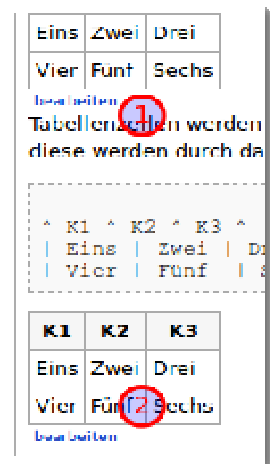 Eins Zwei Drei
Vier Fünf Sechs
bearbeiten
1
Tabellenzeilen werden
diese werden durch da
^ K1 ^ K2 ^ K3 ^
| Eins | Zwei | Dr
| Vier | Fünf | S
K1 K2 K3
Eins Zwei Drei
Vier Fünf Sechs
2
bearbeiten